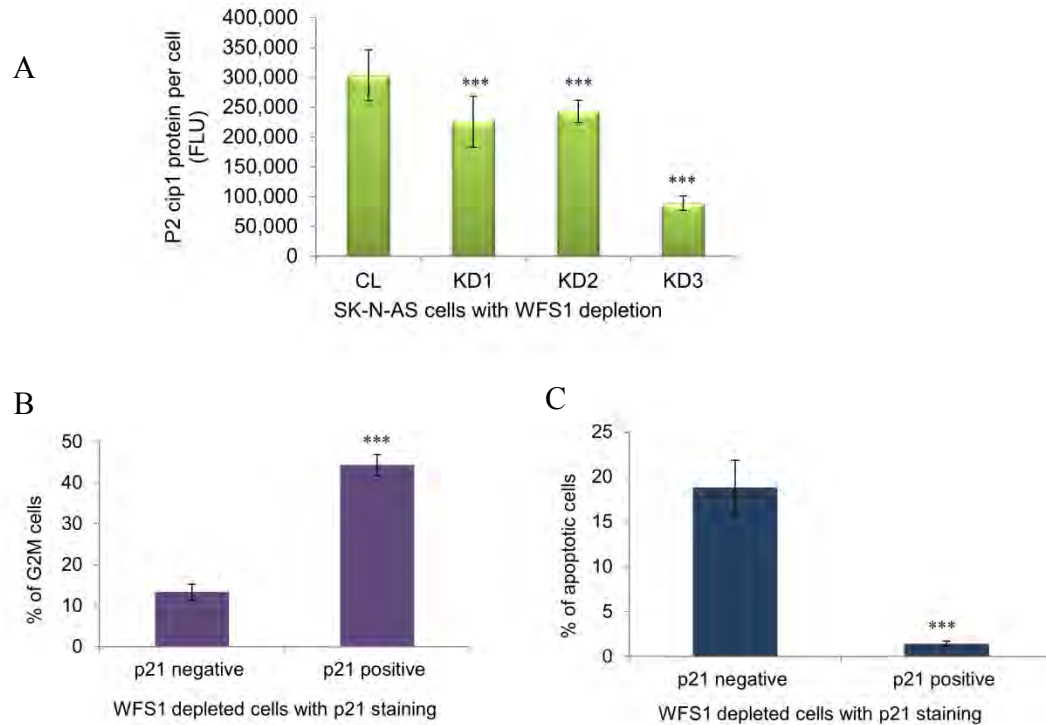 A
P2 cip1 protein per cell
(FLU)
400,000
350,000
300,000
250,000
200,000
150,000
100,000
50,000
0
***
***
***
CL KD1 KD2 KD3
SK-N-AS cells with WFS1 depletion
B
% of G2M cells
50
40
30
20
10
0
***
p21 negative p21 positive
WFS1 depleted cells with p21 staining
C
% of apoptotic cells
25
20
15
10
5
0
***
p21 negative p21 positive
WFS1 depleted cells with p21 staining